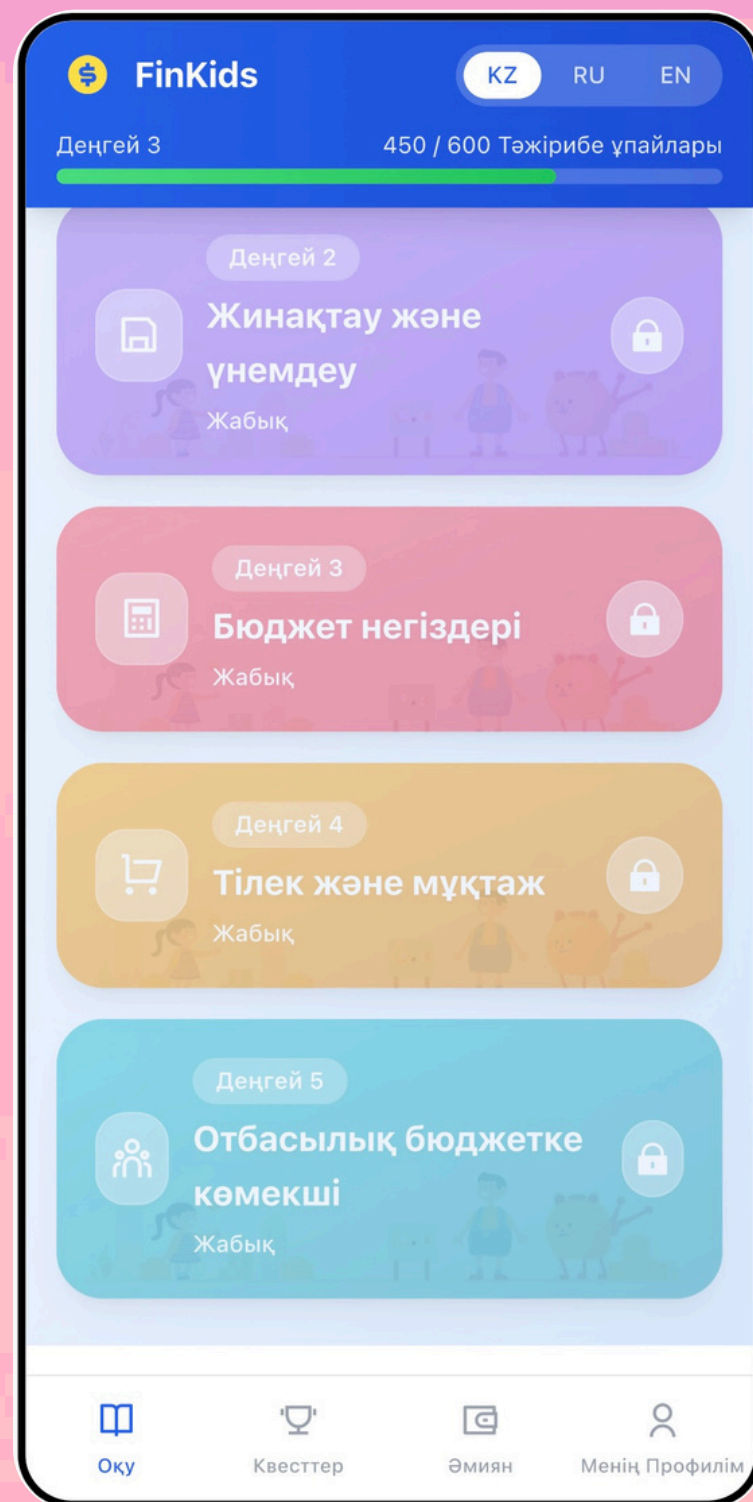 FinKids
KZ RU EN
Деңгей 3
450 / 600 Тәжірибе ұпайлары
Деңгей 2
Жинақтау және
үнемдеу
Жабық
Деңгей 3
Бюджет негіздері
Жабық
Деңгей 4
Тілек және мұқтаж
Жабық
Деңгей 5
Отбасылық бюджетке
көмекші
Жабық
Оқу
Квесттер
Әмиян
Менің Профилім